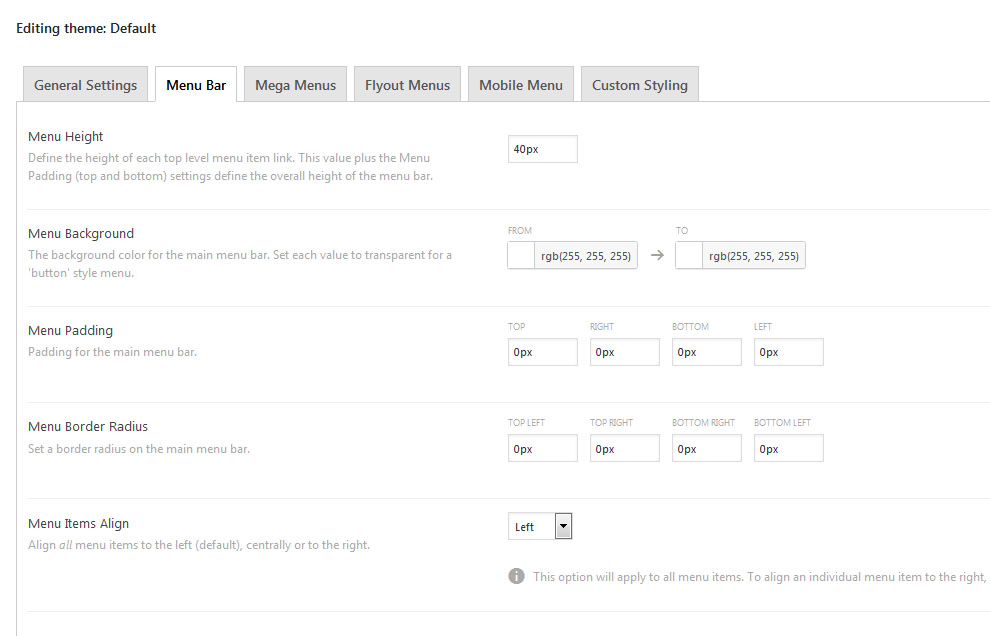 Editing theme: Default
General Settings Menu Bar Mega Menus Flyout Menus Mobile Menu Custom Styling
Menu Height
Define the height of each top level menu item link. This value plus the Menu
Padding (top and bottom) settings define the overall height of the menu bar.
40px
Menu Background
The background color for the main menu bar. Set each value to transparent for a
'button' style menu.
FROM TO
rgb(255, 255, 255) rgb(255, 255, 255)
Menu Padding
Padding for the main menu bar.
TOP RIGHT BOTTOM LEFT
0px 0px 0px 0px
Menu Border Radius
Set a border radius on the main menu bar.
TOP LEFT TOP RIGHT BOTTOM RIGHT BOTTOM LEFT
0px 0px 0px 0px
Menu Items Align
Align all menu items to the left (default), centrally or to the right.
Left
This option will apply to all menu items. To align an individual menu item to the right,